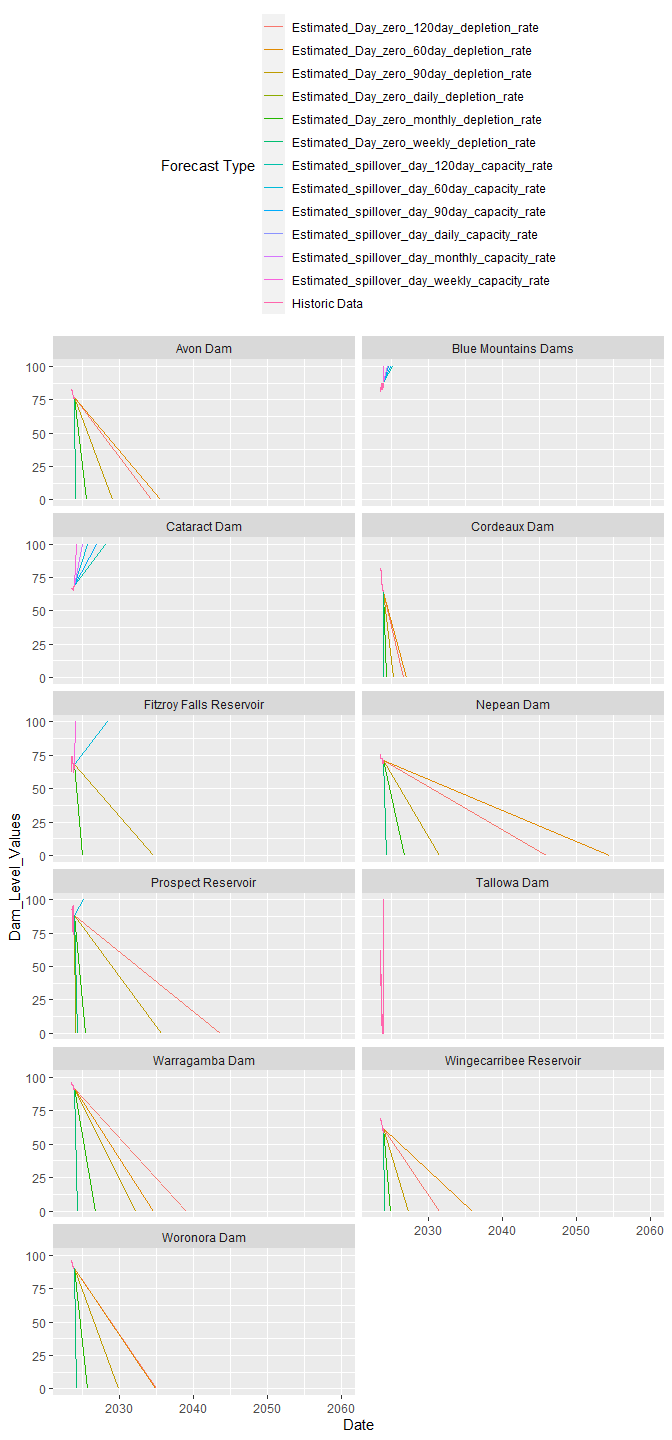 Estimated_Day_zero_120day_depletion_rate
Estimated_Day_zero_60day_depletion_rate
Estimated_Day_zero_90day_depletion_rate
Estimated_Day_zero_daily_depletion_rate
Estimated_Day_zero_monthly_depletion_rate
Estimated_Day_zero_weekly_depletion_rate
Forecast Type
Estimated_spillover_day_120day_capacity_rate
Estimated_spillover_day_60day_capacity_rate
Estimated_spillover_day_90day_capacity_rate
Estimated_spillover_day_daily_capacity_rate
Estimated_spillover_day_monthly_capacity_rate
Estimated_spillover_day_weekly_capacity_rate
Historic Data
Avon Dam
Blue Mountains Dams
100
75
50
25
0
Cataract Dam
Cordeaux Dam
100
75
50
25
0
Fitzroy Falls Reservoir
Nepean Dam
100
75
50
25
0
Dam_Level_Values
Prospect Reservoir
Tallowa Dam
100
75
50
25
0
Warragamba Dam
Wingecarribee Reservoir
100
75
50
25
0
2030 2040 2050 2060
Woronora Dam
100
75
50
25
0
2030 2040 2050 2060
Date